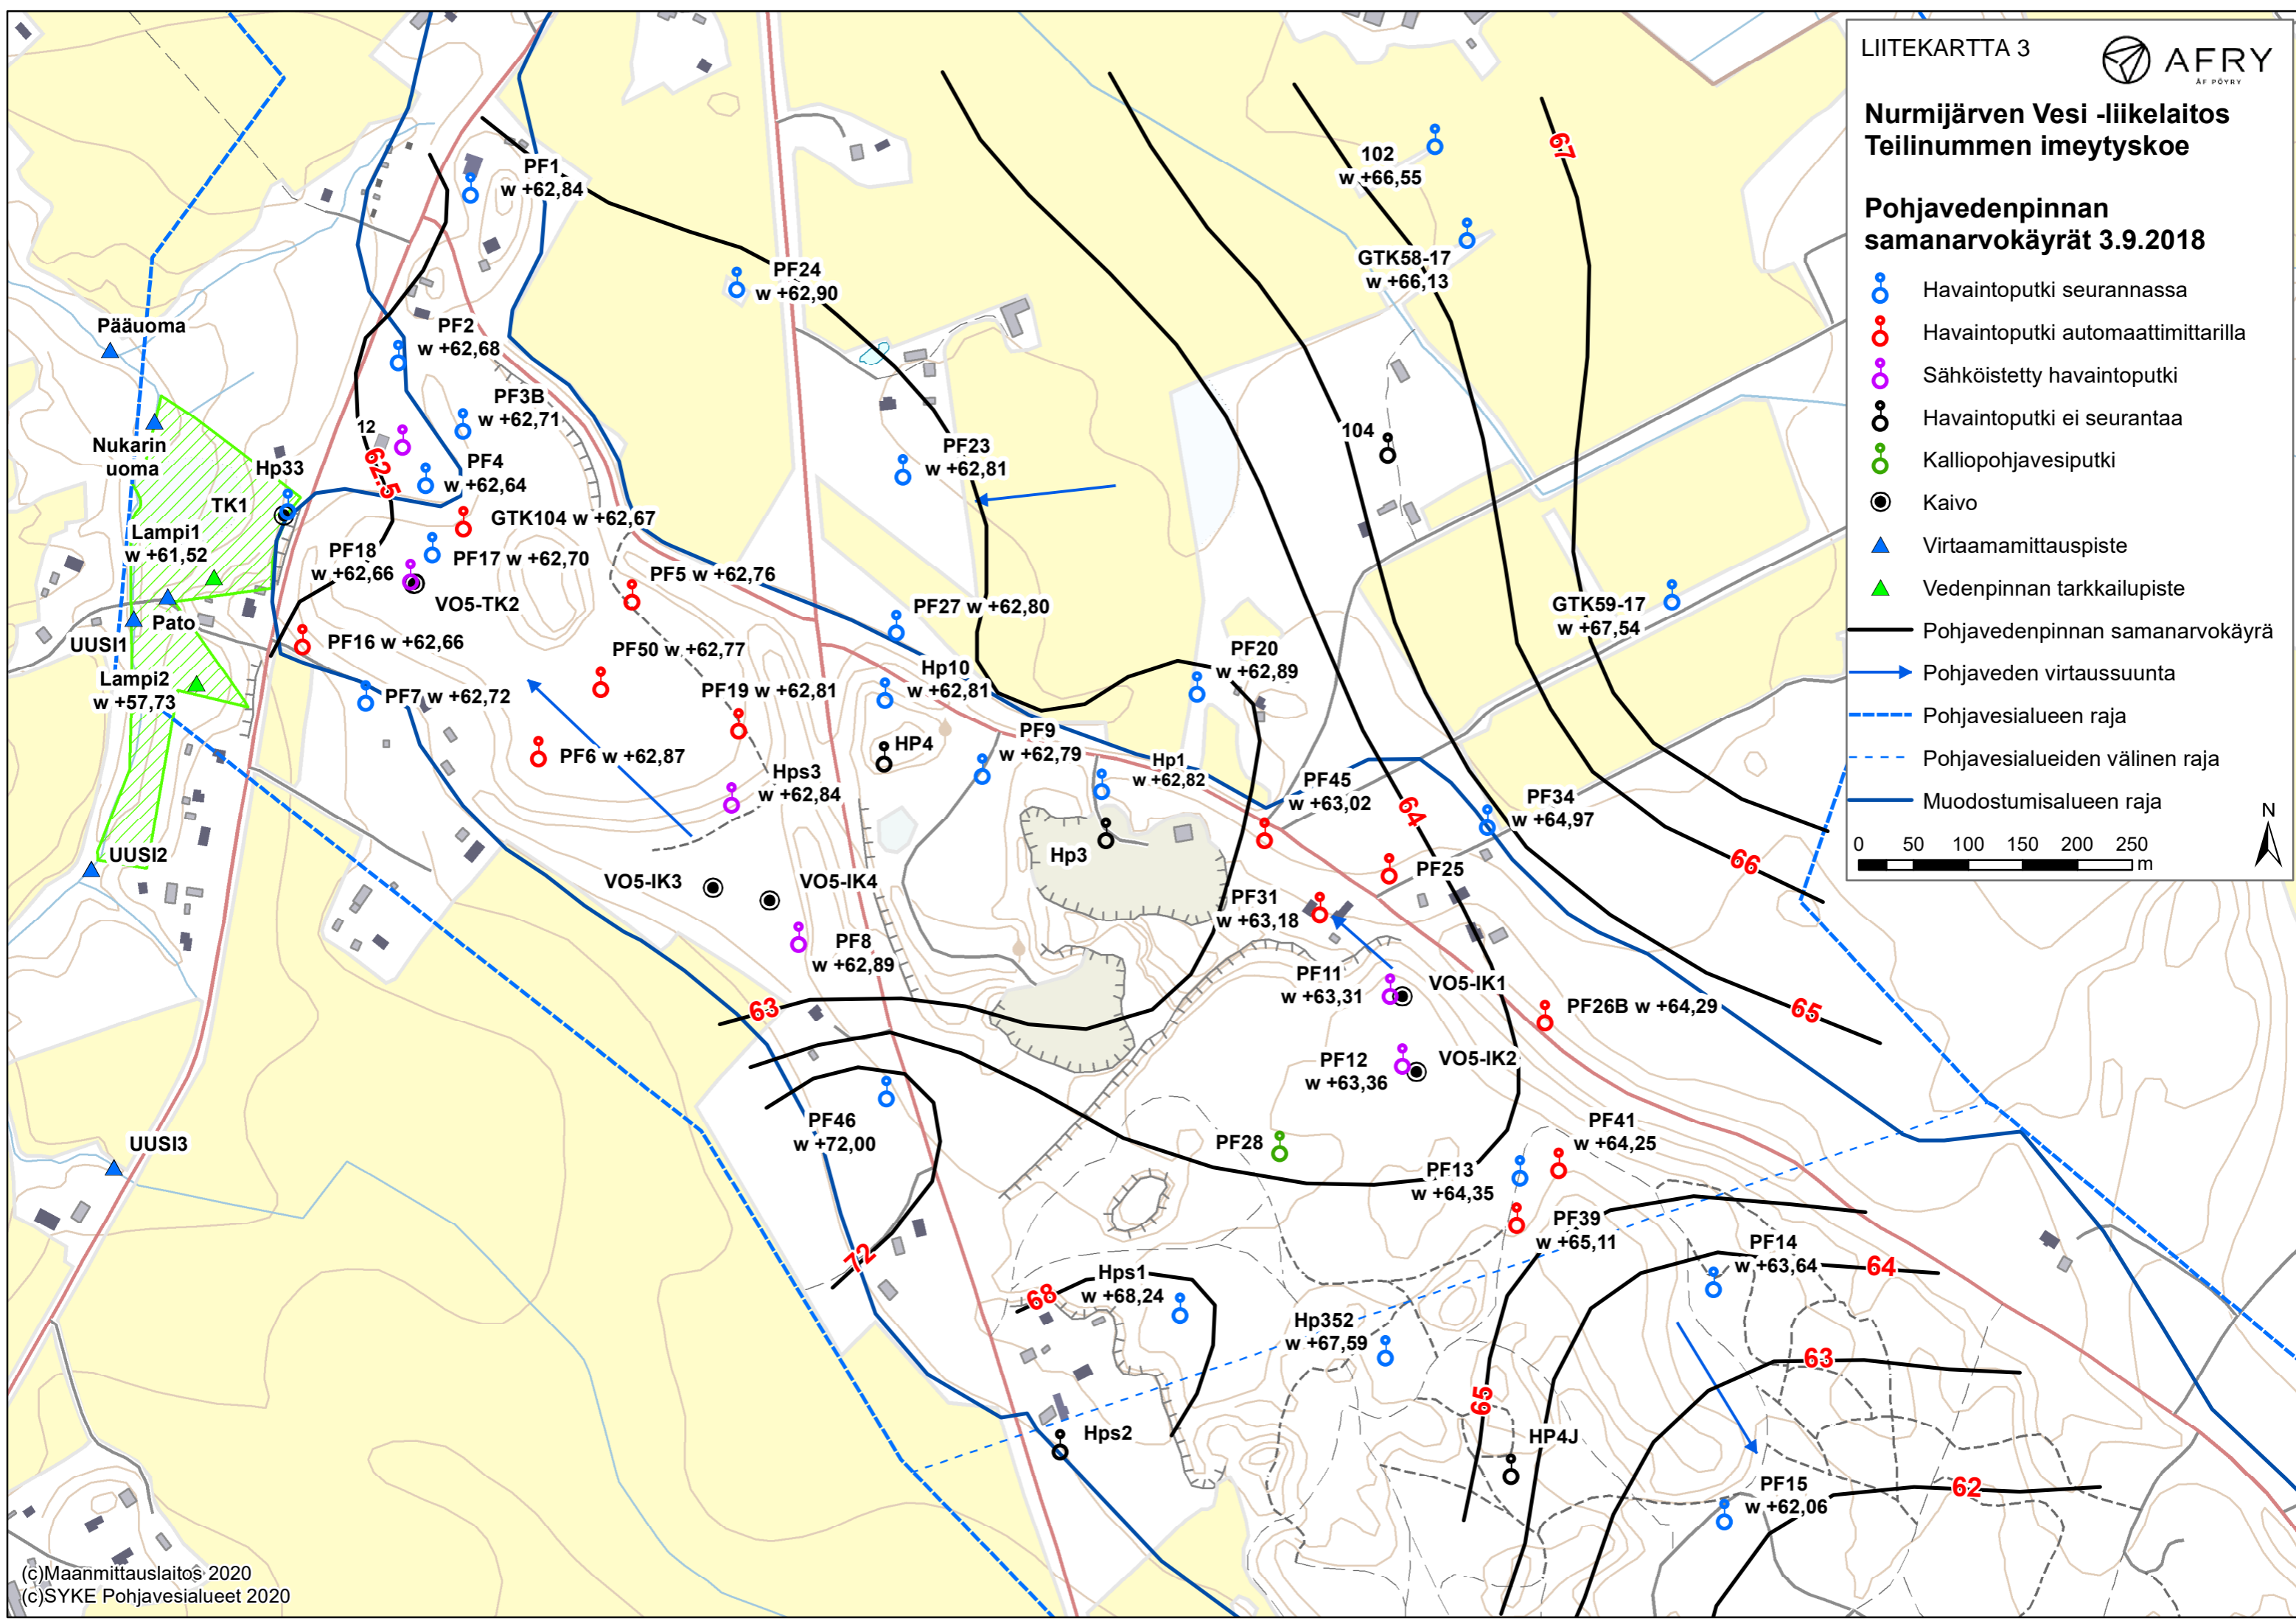 LIITEKARTTA 3
AFRY
ÅF PÖYRY
Nurmijärven Vesi -liikelaitos
Teilinummen imeytyskoe
Pohjavedenpinnan
samanarvokäyrät 3.9.2018
Havaintoputki seurannassa
Havaintoputki automaattimittarilla
Sähköistetty havaintoputki
Havaintoputki ei seurantaa
Kalliopohjavesiputki
Kaivo
Virtaamamittauspiste
Vedenpinnan tarkkailupiste
Pohjavedenpinnan samanarvokäyrä
Pohjaveden virtaussuunta
Pohjavesialueen raja
Pohjavesialueiden välinen raja
Muodostumisalueen raja
N
0 50 100 150 200 250
m
PF1
w +62,84
102
w +66,55
67
GTK58-17
w +66,13
PF24
w +62,90
Pääuoma
PF2
w +62,68
PF3B
w +62,71
12
62.5
Nukarin
uoma
Hp33
PF4
w +62,64
PF23
w +62,81
104
TK1
GTK104 w +62,67
Lampi1
w +61,52
PF18
w +62,66
PF17 w +62,70
PF5 w +62,76
VO5-TK2
PF27 w +62,80
GTK59-17
w +67,54
Pato
UUSI1
PF16 w +62,66
PF50 w +62,77
PF20
w +62,89
Lampi2
w +57,73
PF7 w +62,72
PF19 w +62,81
Hp10
w +62,81
PF6 w +62,87
HP4
PF9
w +62,79
Hp1
w +62,82
Hps3
w +62,84
PF45
w +63,02
64
PF34
w +64,97
UUSI2
Hp3
66
VO5-IK3
VO5-IK4
PF25
PF31
w +63,18
PF8
w +62,89
PF11
w +63,31
VO5-IK1
63
PF26B w +64,29
65
PF12
w +63,36
VO5-IK2
PF46
w +72,00
UUSI3
PF28
PF41
w +64,25
PF13
w +64,35
PF39
w +65,11
72
68
Hps1
w +68,24
PF14
w +63,64
64
Hp352
w +67,59
63
65
Hps2
HP4J
PF15
w +62,06
62
(c)Maanmittauslaitos 2020
(c)SYKE Pohjavesialueet 2020